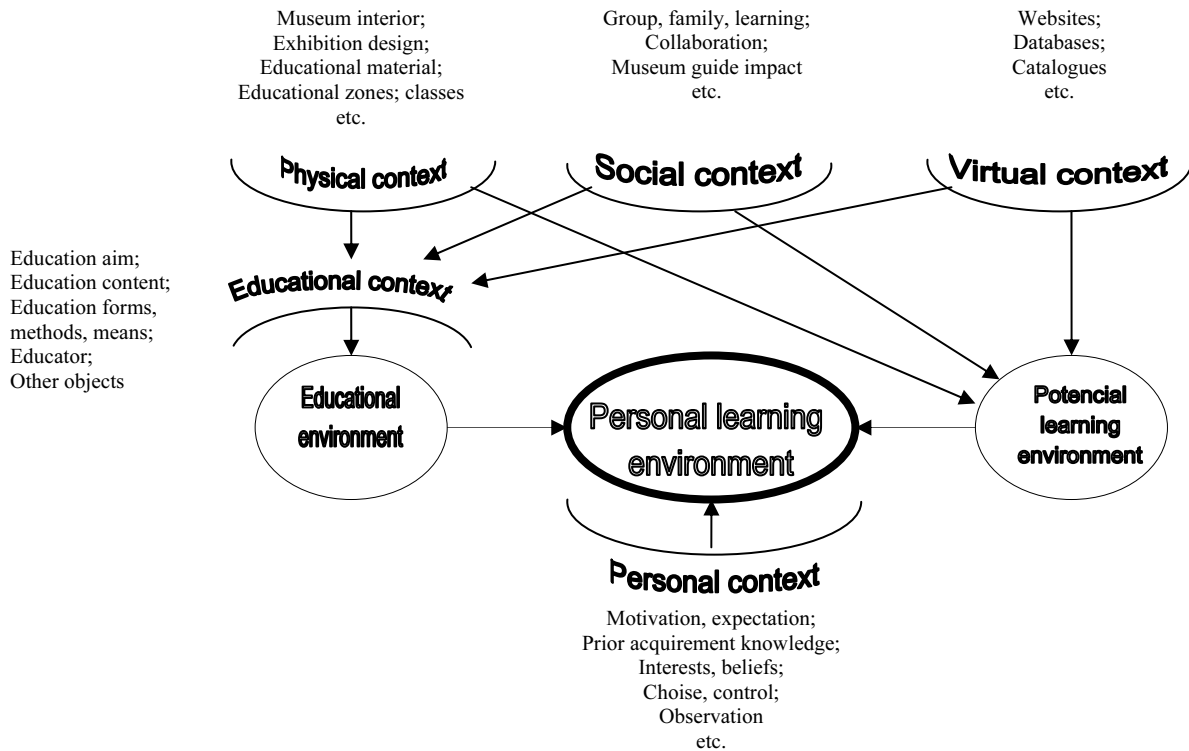 Museum interior;
Exhibition design;
Educational material;
Educational zones; classes
etc.
Group, family, learning;
Collaboration;
Museum guide impact
etc.
Websites;
Databases;
Catalogues
etc.
Physical context
Social context
Virtual context
Education aim;
Education content;
Education forms,
methods, means;
Educator;
Other objects
Educational context
Educational
environment
Personal learning
environment
Potencial
learning
environment
Personal context
Motivation, expectation;
Prior acquirement knowledge;
Interests, beliefs;
Choise, control;
Observation
etc.